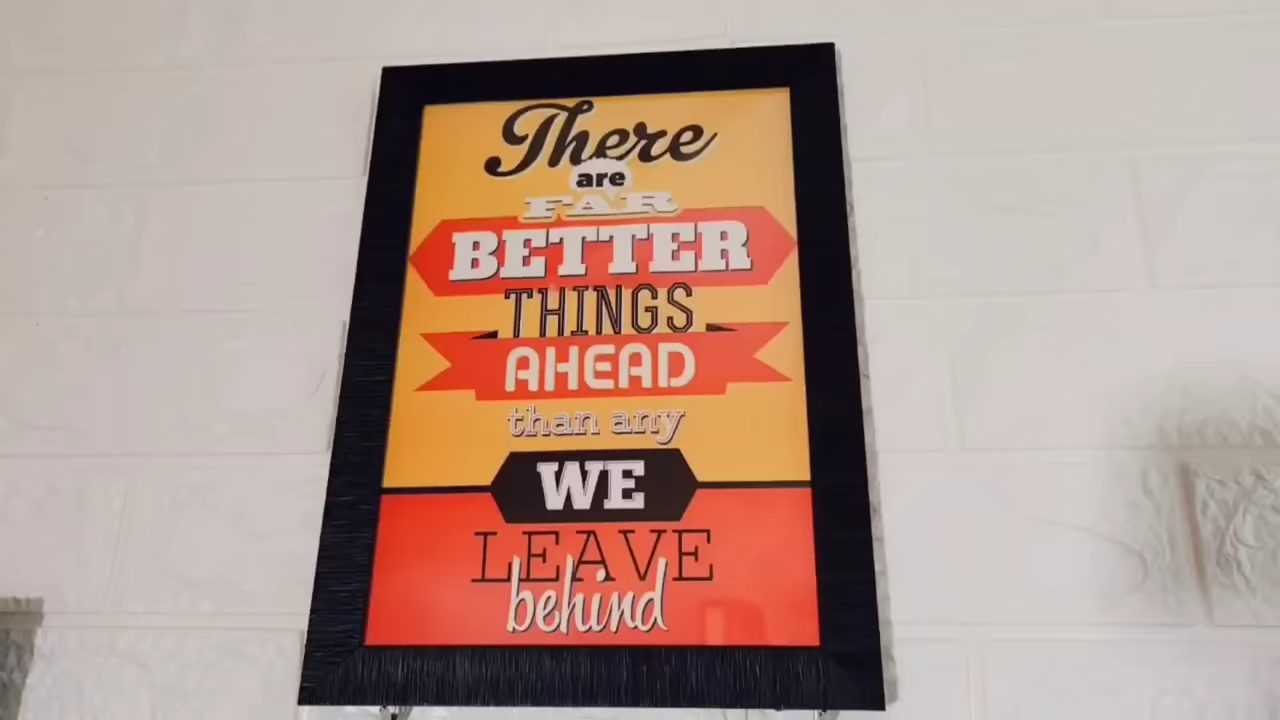 There
are
FAR
BETTER
THINGS
AHEAD
than any
WE
LEAVE
behind